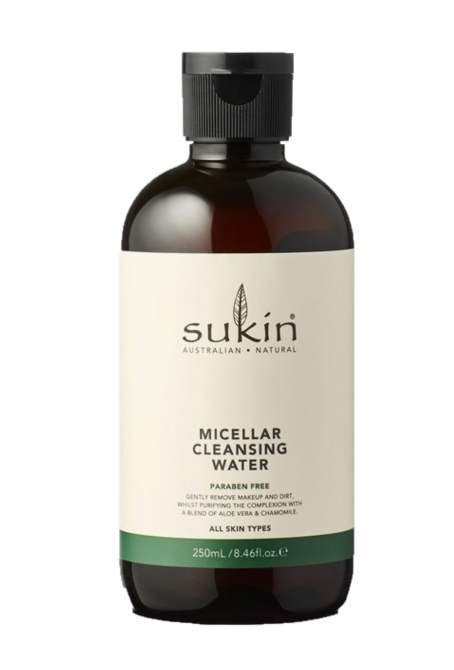 sukin®
AUSTRALIAN • NATURAL
MICELLAR
CLEANSING
WATER
PARABEN FREE
GENTLY REMOVE MAKEUP AND DIRT,
WHILST PURIFYING THE COMPLEXION WITH
A BLEND OF ALOE VERA & CHAMOMILE.
ALL SKIN TYPES
250mL / 8.46fl.oz.℮